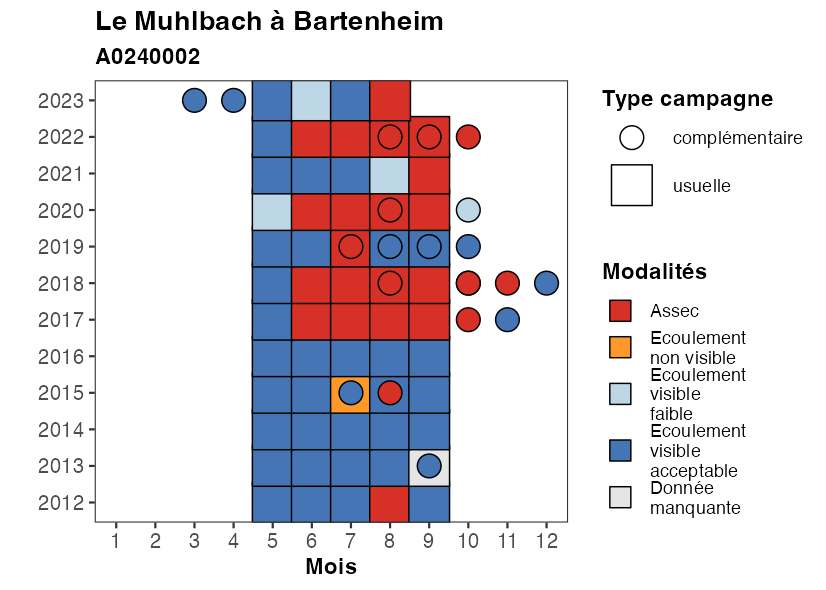 Le Muhlbach à Bartenheim
A0240002
2023
2022
2021
2020
2019
2018
2017
2016
2015
2014
2013
2012
1 2 3 4 5 6 7 8 9 10 11 12
Mois
Type campagne
complémentaire
usuelle
Modalités
Assec
Ecoulement
non visible
Ecoulement
visible
faible
Ecoulement
visible
acceptable
Donnée
manquante